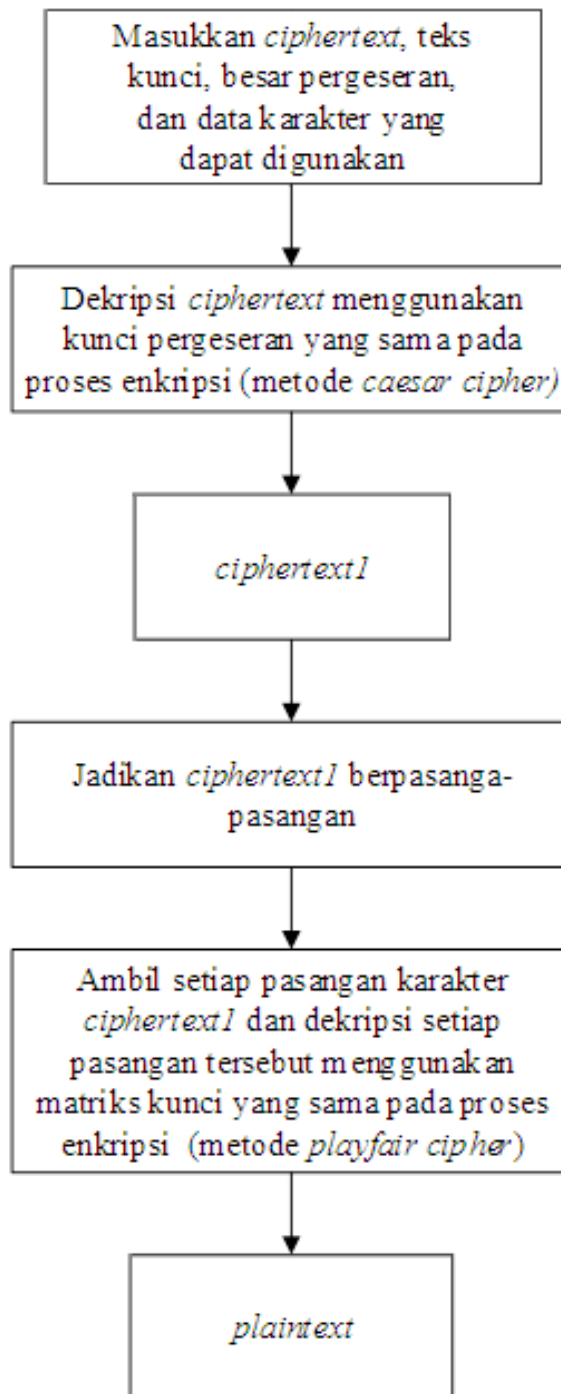 Masukkan ciphertext, teks
kunci, besar pergeseran,
dan data karakter yang
dapat digunakan
Dekripsi ciphertext menggunakan
kunci pergeseran yang sama pada
proses enkripsi (metode caesar cipher)
ciphertext1
Jadikan ciphertext1 berpasanga-
pasangan
Ambil setiap pasangan karakter
ciphertext1 dan dekripsi setiap
pasangan tersebut menggunakan
matriks kunci yang sama pada proses
enkripsi (metode playfair cipher)
plaintext